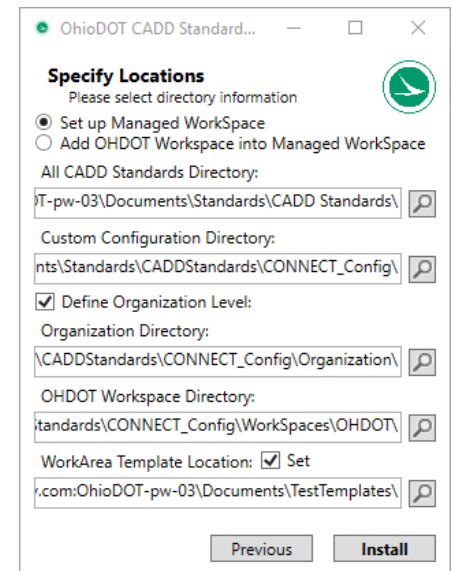 OhioDOT CADD Standard...
Specify Locations
Please select directory information
Set up Managed WorkSpace
Add OHDOT Workspace into Managed WorkSpace
All CADD Standards Directory:
DT-pw-03\Documents\Standards\CADD Standards\
Custom Configuration Directory:
nts\Standards\CADDStandards\CONNECT_Config\
Define Organization Level:
Organization Directory:
\CADDStandards\CONNECT_Config\Organization\
OHDOT Workspace Directory:
Standards\CONNECT_Config\WorkSpaces\OHDOT\
WorkArea Template Location: Set
y.com:OhioDOT-pw-03\Documents\TestTemplates\
Previous Install